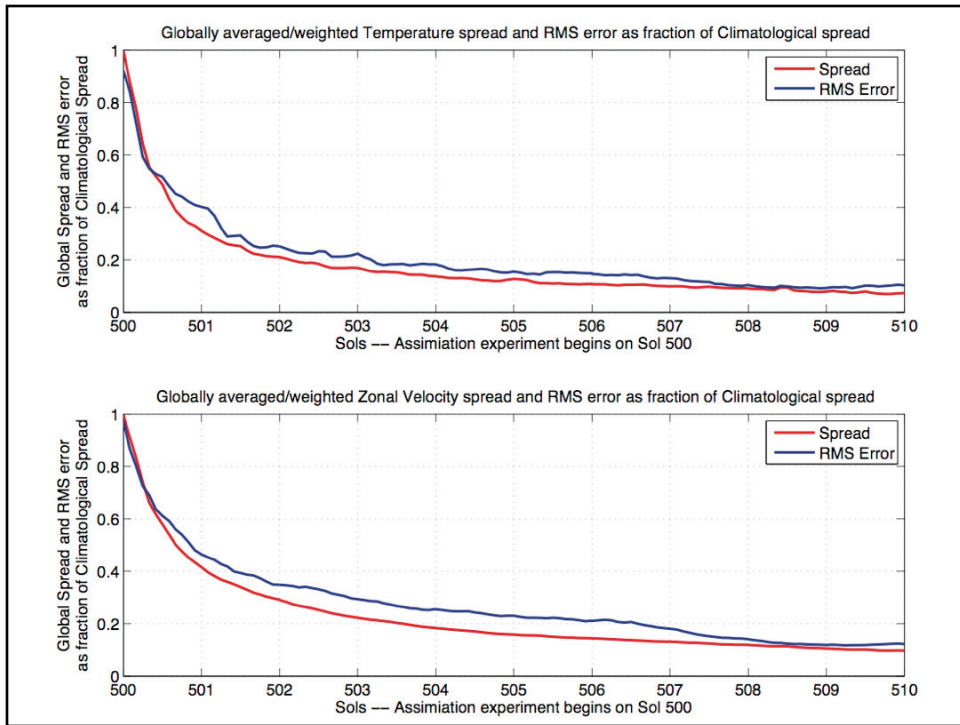 Globally averaged/weighted Temperature spread and RMS error as fraction of Climatological spread
Global Spread and RMS error
as fraction of Climatological Spread
1
0.8
0.6
0.4
0.2
0
Spread
RMS Error
500 501 502 503 504 505 506 507 508 509 510
Sols -- Assimiation experiment begins on Sol 500
Globally averaged/weighted Zonal Velocity spread and RMS error as fraction of Climatological spread
Global Spread and RMS error
as fraction of Climatological Spread
1
0.8
0.6
0.4
0.2
0
Spread
RMS Error
500 501 502 503 504 505 506 507 508 509 510
Sols -- Assimiation experiment begins on Sol 500